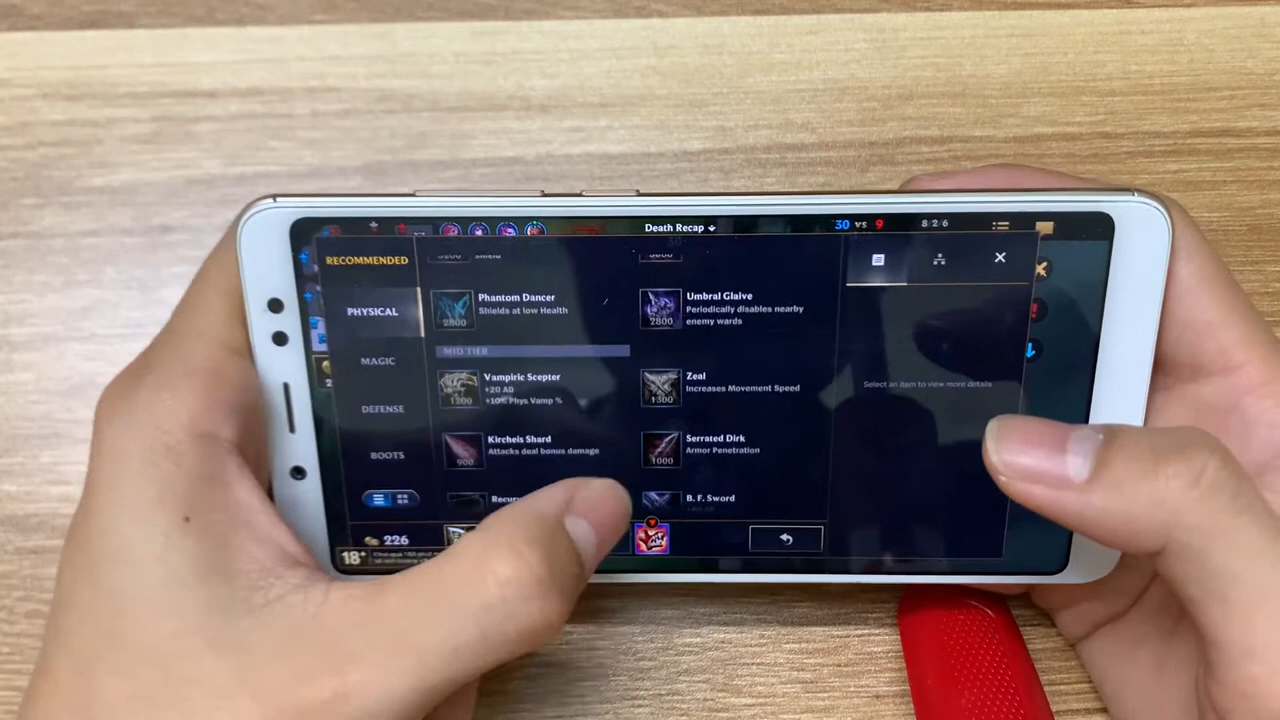 Death Recap
30 vs 9
8/2/6
RECOMMENDED
PHYSICAL
MAGIC
DEFENSE
BOOTS
Phantom Dancer
Shields at low Health
2800
Umbral Glaive
Periodically disables nearby
enemy wards
2800
MID TIER
Vampiric Scepter
+20 AD
+10% Phys Vamp %
1200
Zeal
Increases Movement Speed
1300
Kircheis Shard
Attacks deal bonus damage
900
Serrated Dirk
Armor Penetration
1000
B. F. Sword
Select an item to view more details
226
18+